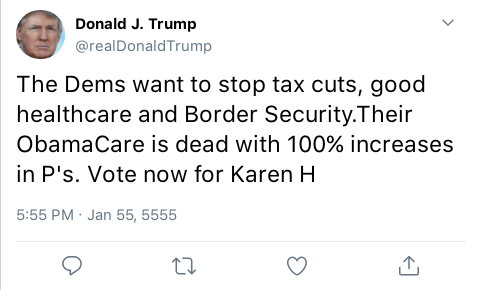 Donald J. Trump
@realDonaldTrump
The Dems want to stop tax cuts, good
healthcare and Border Security.Their
ObamaCare is dead with 100% increases
in P's. Vote now for Karen H
5:55 PM · Jan 55, 5555